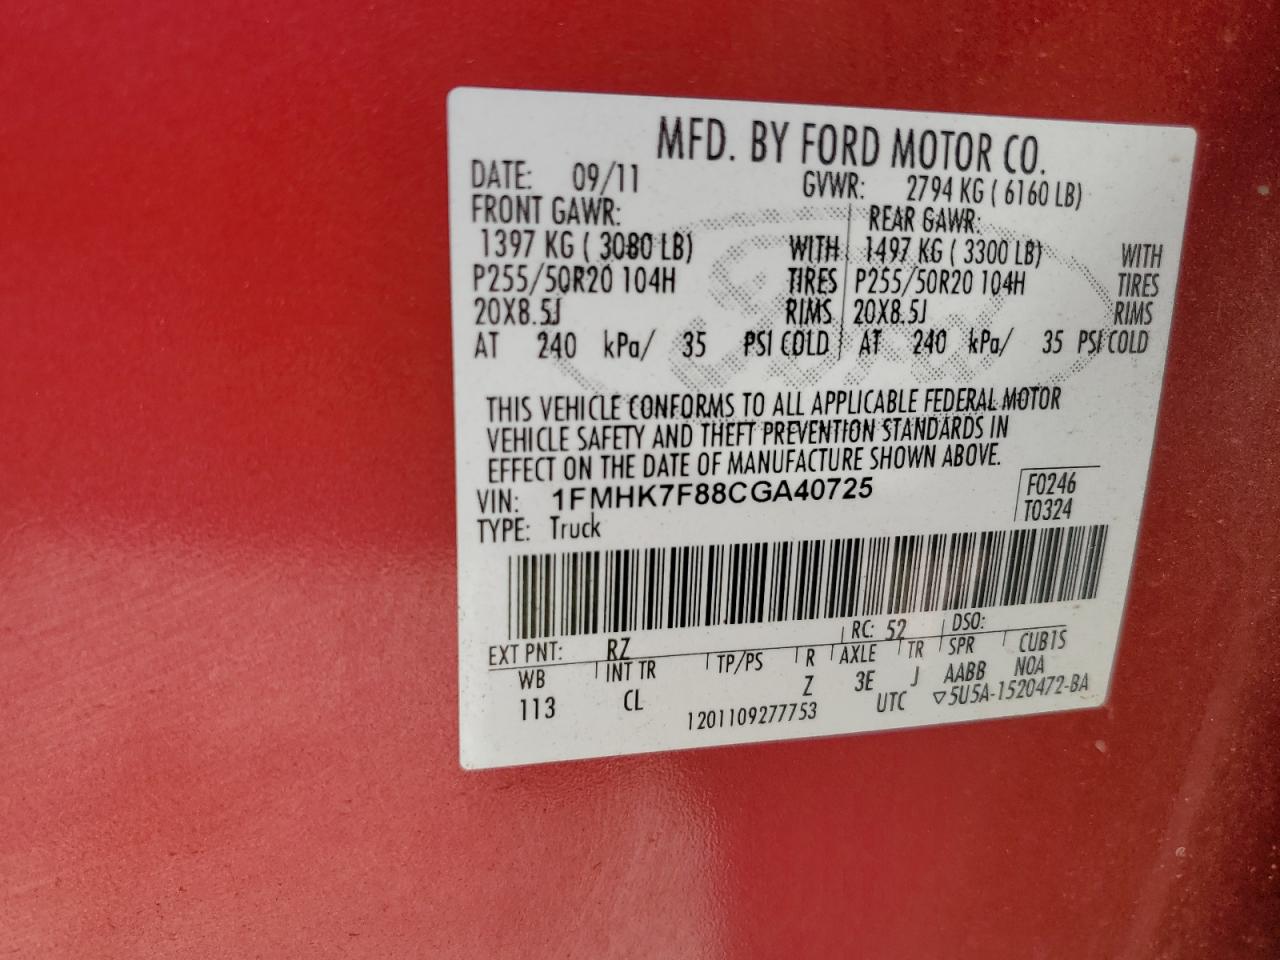 MFD. BY FORD MOTOR CO.
DATE: 09/11 GVWR: 2794 KG ( 6160 LB)
FRONT GAWR: REAR GAWR:
1397 KG ( 3080 LB) WITH 1497 KG ( 3300 LB) WITH
P255/50R20 104H TIRES P255/50R20 104H TIRES
20X8.5J RIMS 20X8.5J RIMS
AT 240 kPa/ 35 PSI COLD AT 240 kPa/ 35 PSI COLD
THIS VEHICLE CONFORMS TO ALL APPLICABLE FEDERAL MOTOR
VEHICLE SAFETY AND THEFT PREVENTION STANDARDS IN
EFFECT ON THE DATE OF MANUFACTURE SHOWN ABOVE.
VIN: 1FMHK7F88CGA40725 F0246
TYPE: Truck T0324
EXT PNT: RZ RC: 52 DSO:
WB INT TR TP/PS R AXLE TR SPR CUB1S
113 CL Z 3E J AABB NOA
1201109277753 UTC ▽5U5A-1520472-BA